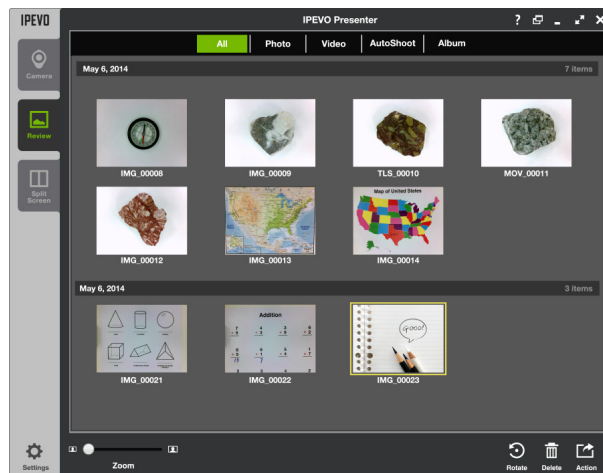 IPEVO
IPEVO Presenter
?
All Photo Video AutoShoot Album
Camera
Review
Split
Screen
May 6, 2014 7 items
IMG_00008 IMG_00009 TLS_00010 MOV_00011
Map of United States
IMG_00012 IMG_00013 IMG_00014
May 6, 2014 3 items
Addition
Good!
IMG_00021 IMG_00022 IMG_00023
Zoom
Settings Rotate Delete Action